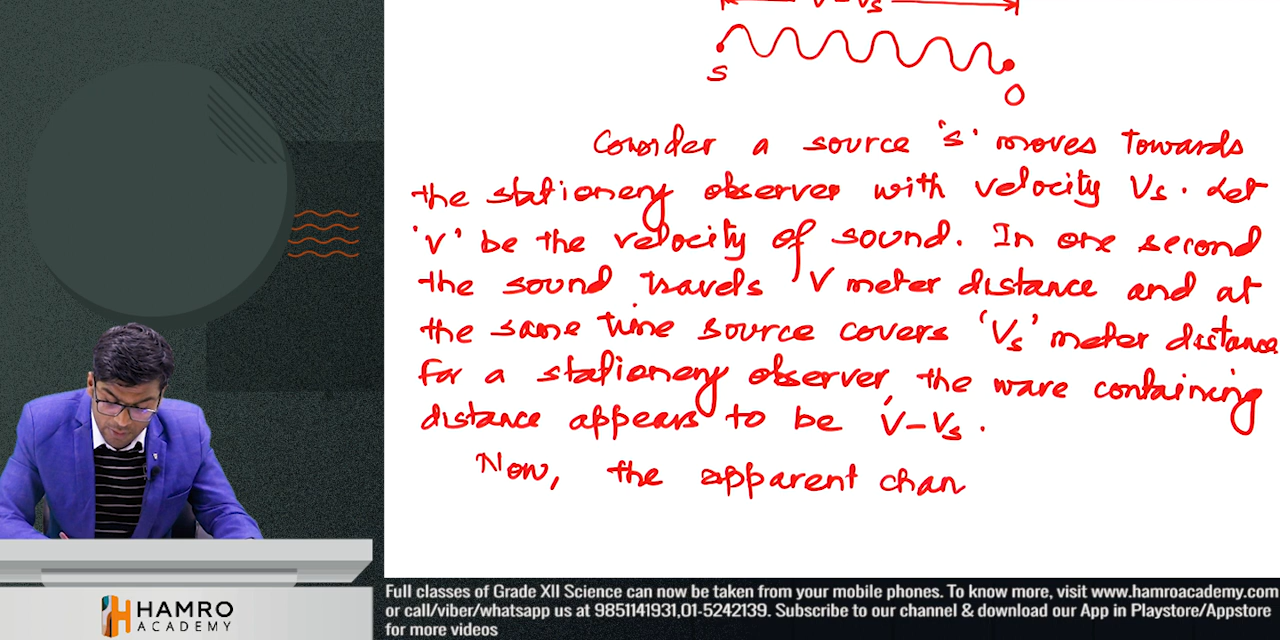 V-Vs
S
O
Consider a source 's' moves towards
the stationery observer with velocity Vs. Let
'v' be the velocity of sound. In one second
the sound travels V meter distance and at
the same time source covers 'Vs' meter distance
For a stationery observer, the wave containing
distance appears to be V-Vs.
Now, the apparent chan
HAMRO
ACADEMY
Full classes of Grade XII Science can now be taken from your mobile phones. To know more, visit www.hamroacademy.com
or call/viber/whatsapp us at 9851141931,01-5242139. Subscribe to our channel & download our App in Playstore/Appstore
for more videos